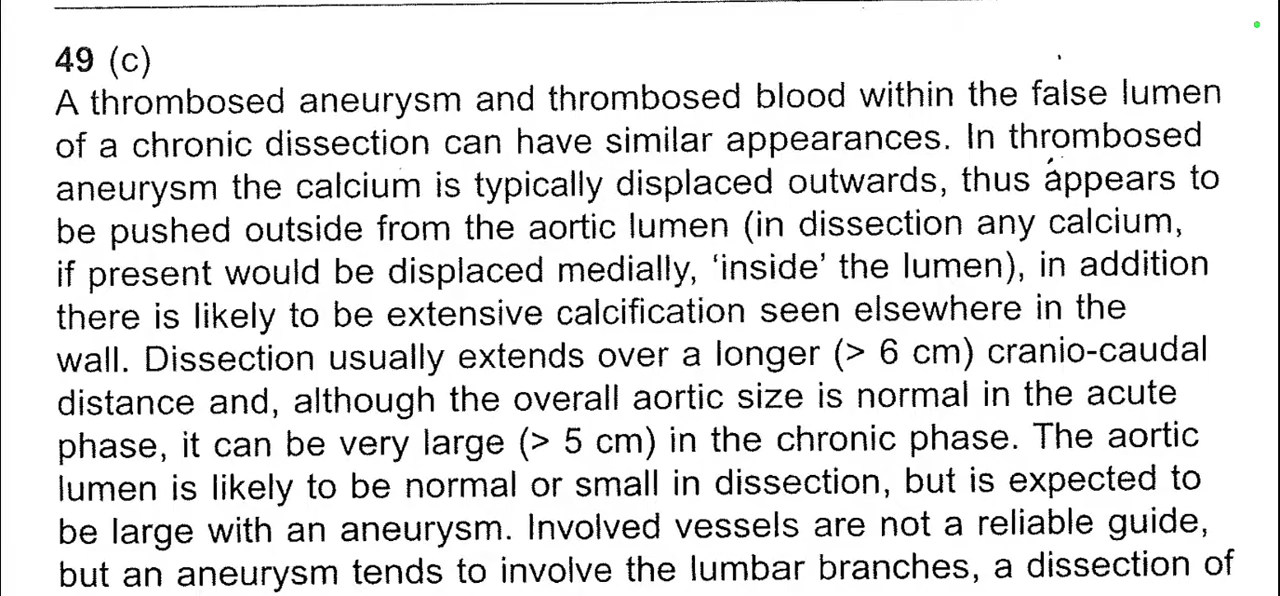 49 (c)
A thrombosed aneurysm and thrombosed blood within the false lumen
of a chronic dissection can have similar appearances. In thrombosed
aneurysm the calcium is typically displaced outwards, thus appears to
be pushed outside from the aortic lumen (in dissection any calcium,
if present would be displaced medially, ‘inside’ the lumen), in addition
there is likely to be extensive calcification seen elsewhere in the
wall. Dissection usually extends over a longer (> 6 cm) cranio-caudal
distance and, although the overall aortic size is normal in the acute
phase, it can be very large (> 5 cm) in the chronic phase. The aortic
lumen is likely to be normal or small in dissection, but is expected to
be large with an aneurysm. Involved vessels are not a reliable guide,
but an aneurysm tends to involve the lumbar branches, a dissection of